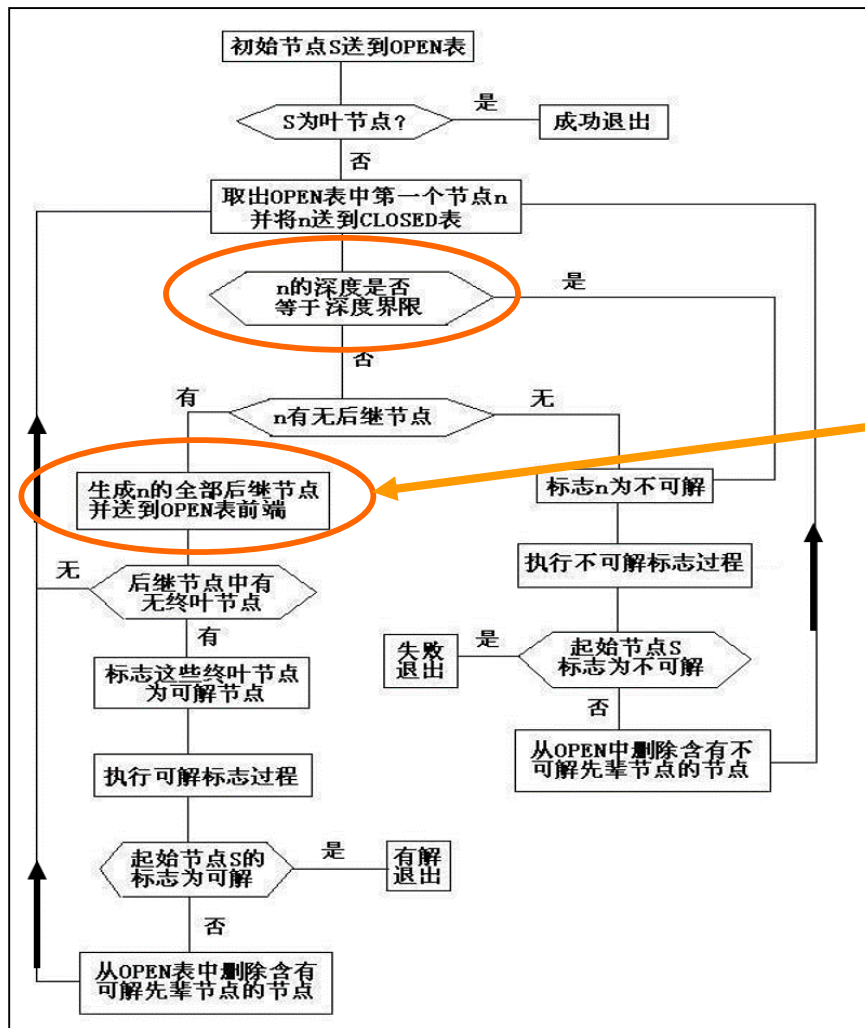 初始节点S送到OPEN表
S为叶节点？
是
成功退出
否
取出OPEN表中第一个节点n
并将n送到CLOSED表
n的深度是否
等于深度界限
是
否
有
n有无后继节点
无
生成n的全部后继节点
并送到OPEN表前端
标志n为不可解
无
后继节点中有
无终叶节点
执行不可解标志过程
有
标志这些终叶节点
为可解节点
失败
退出
是
起始节点S
标志为不可解
否
执行可解标志过程
从OPEN中删除含有不
可解先辈节点的节点
起始节点S的
标志为可解
是
有解
退出
否
从OPEN表中删除含有
可解先辈节点的节点